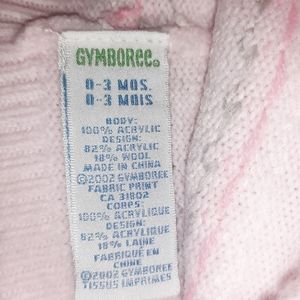 GYMBOREE®
0-3 MOS.
0-3 MOIS
BODY:
100% ACRYLIC
DESIGN:
82% ACRYLIC
18% WOOL
MADE IN CHINA
©2002 GYMBOREE
FABRIC PRINT
CA 31802
CORPS:
100% ACRYLIQUE
DESIGN:
82% ACRYLIQUE
18% LAINE
FABRIQUE EN
CHINE
©2002 GYMBOREE
TISSUS IMPRIMES